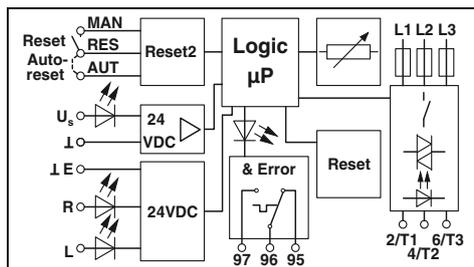 MAN
Reset
RES
Auto-
reset
AUT
Reset2
Logic
µP
L1 L2 L3
Us
⊥
24
VDC
⊥ E
R
L
24VDC
& Error
Reset
97 96 95
2/T1 6/T3
4/T2